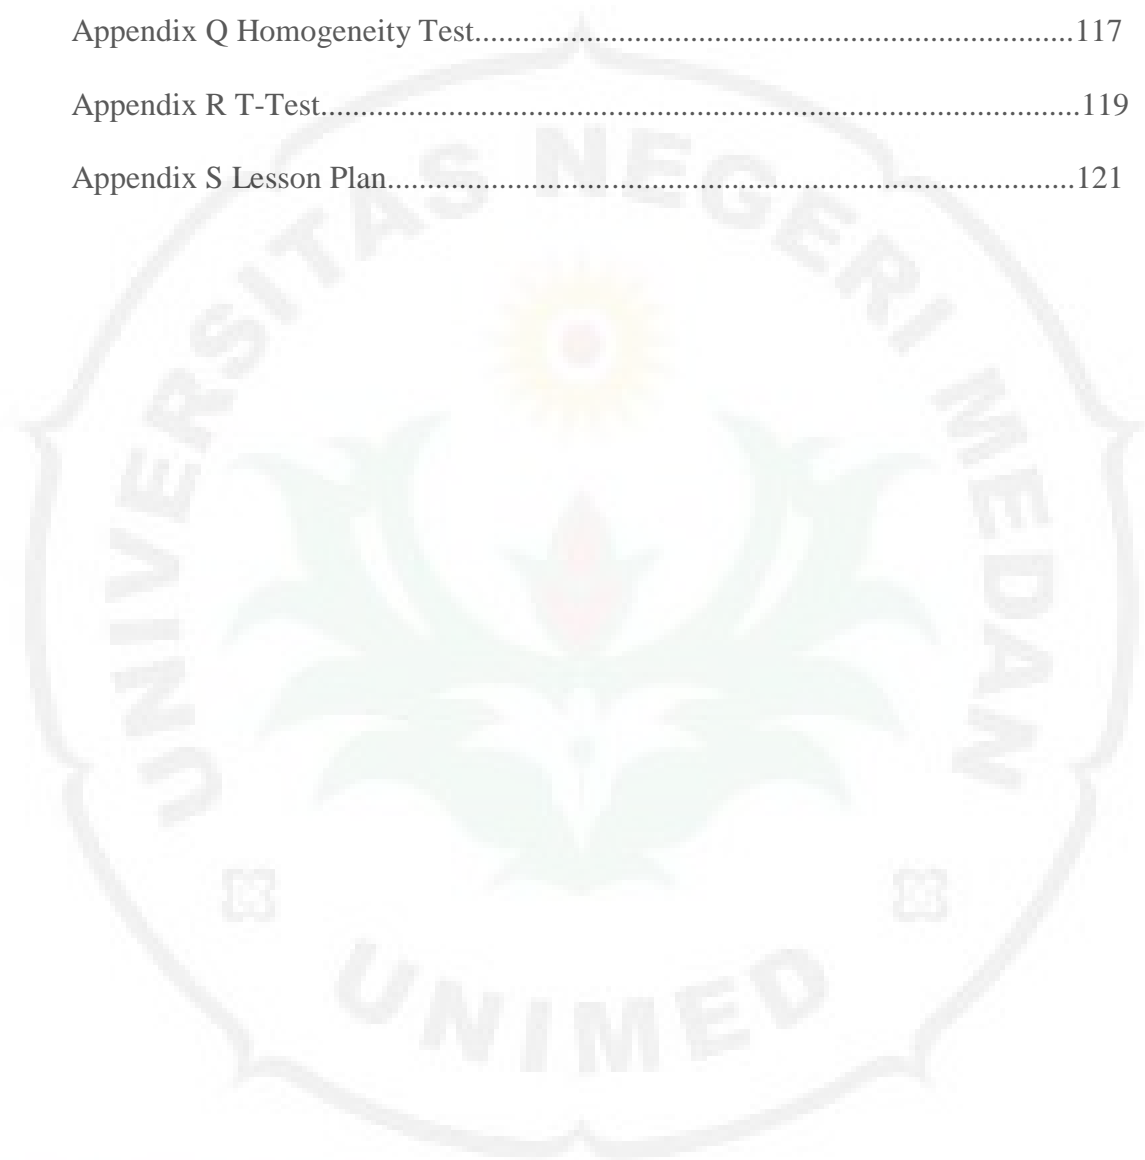 Appendix Q Homogeneity Test..........................................................................117
Appendix R T-Test..............................................................................................119
Appendix S Lesson Plan.....................................................................................121
UNIVERSITAS NEGERI MEDAN
UNIMED